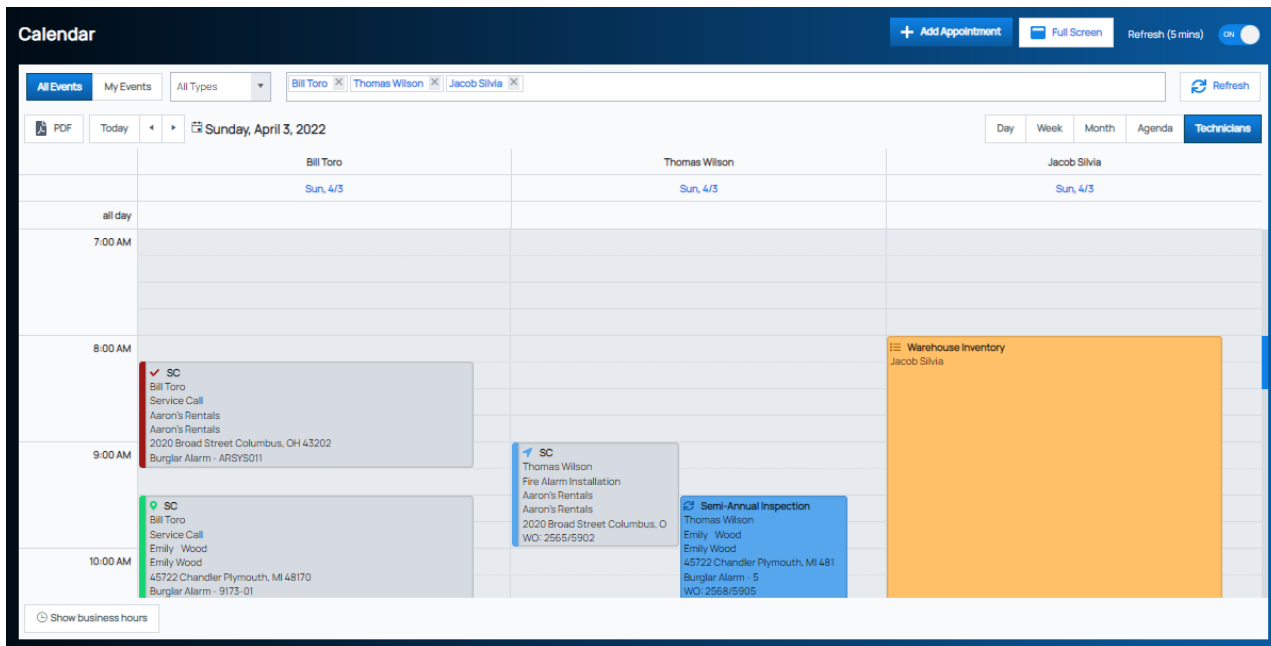 Calendar
Add Appointment
Full Screen
Refresh (5 mins)
ON
All Events
My Events
All Types
Bill Toro
Thomas Wilson
Jacob Silvia
Refresh
PDF
Today
Sunday, April 3, 2022
Day
Week
Month
Agenda
Technicians
Bill Toro
Thomas Wilson
Jacob Silvia
Sun, 4/3
Sun, 4/3
Sun, 4/3
all day
7:00 AM
8:00 AM
9:00 AM
10:00 AM
SC
Bill Toro
Service Call
Aaron's Rentals
Aaron's Rentals
2020 Broad Street Columbus, OH 43202
Burglar Alarm - ARSYS011
SC
Bill Toro
Service Call
Emily Wood
Emily Wood
45722 Chandler Plymouth, MI 48170
Burglar Alarm - 9173-01
SC
Thomas Wilson
Fire Alarm Installation
Aaron's Rentals
Aaron's Rentals
2020 Broad Street Columbus, O
WO: 2565/5902
Semi-Annual Inspection
Thomas Wilson
Emily Wood
Emily Wood
45722 Chandler Plymouth, MI 481
Burglar Alarm - 5
WO: 2568/5905
Warehouse Inventory
Jacob Silvia
Show business hours